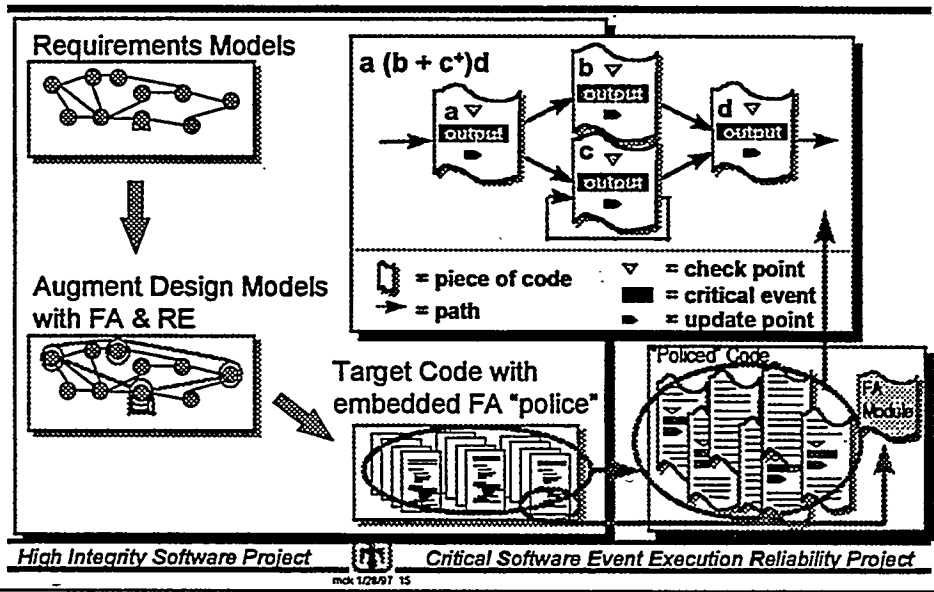 Requirements Models
a (b + c+)d
a
output
b
output
c
output
d
output
= piece of code
= path
= check point
= critical event
= update point
Augment Design Models
with FA & RE
Target Code with
embedded FA "police"
"Policed" Code
FA
Module
High Integrity Software Project
Critical Software Event Execution Reliability Project
mck 1/28/97 15